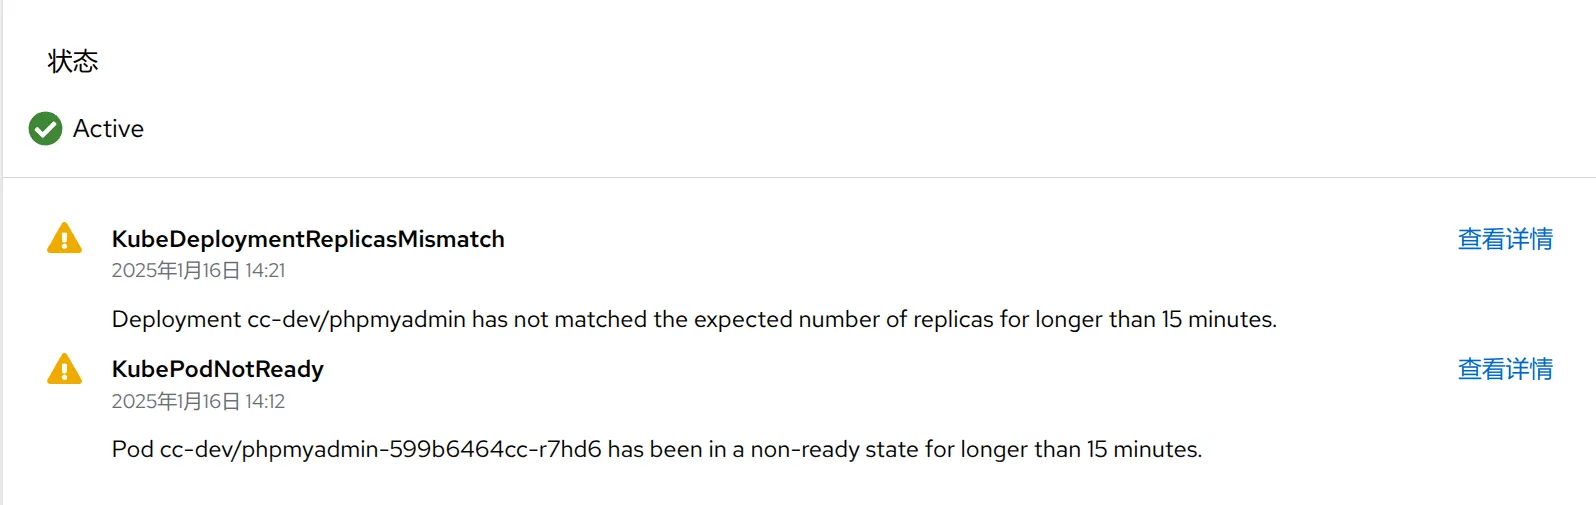 状态
Active
KubeDeploymentReplicasMismatch
查看详情
2025年1月16日 14:21
Deployment cc-dev/phpmyadmin has not matched the expected number of replicas for longer than 15 minutes.
KubePodNotReady
查看详情
2025年1月16日 14:12
Pod cc-dev/phpmyadmin-599b6464cc-r7hd6 has been in a non-ready state for longer than 15 minutes.